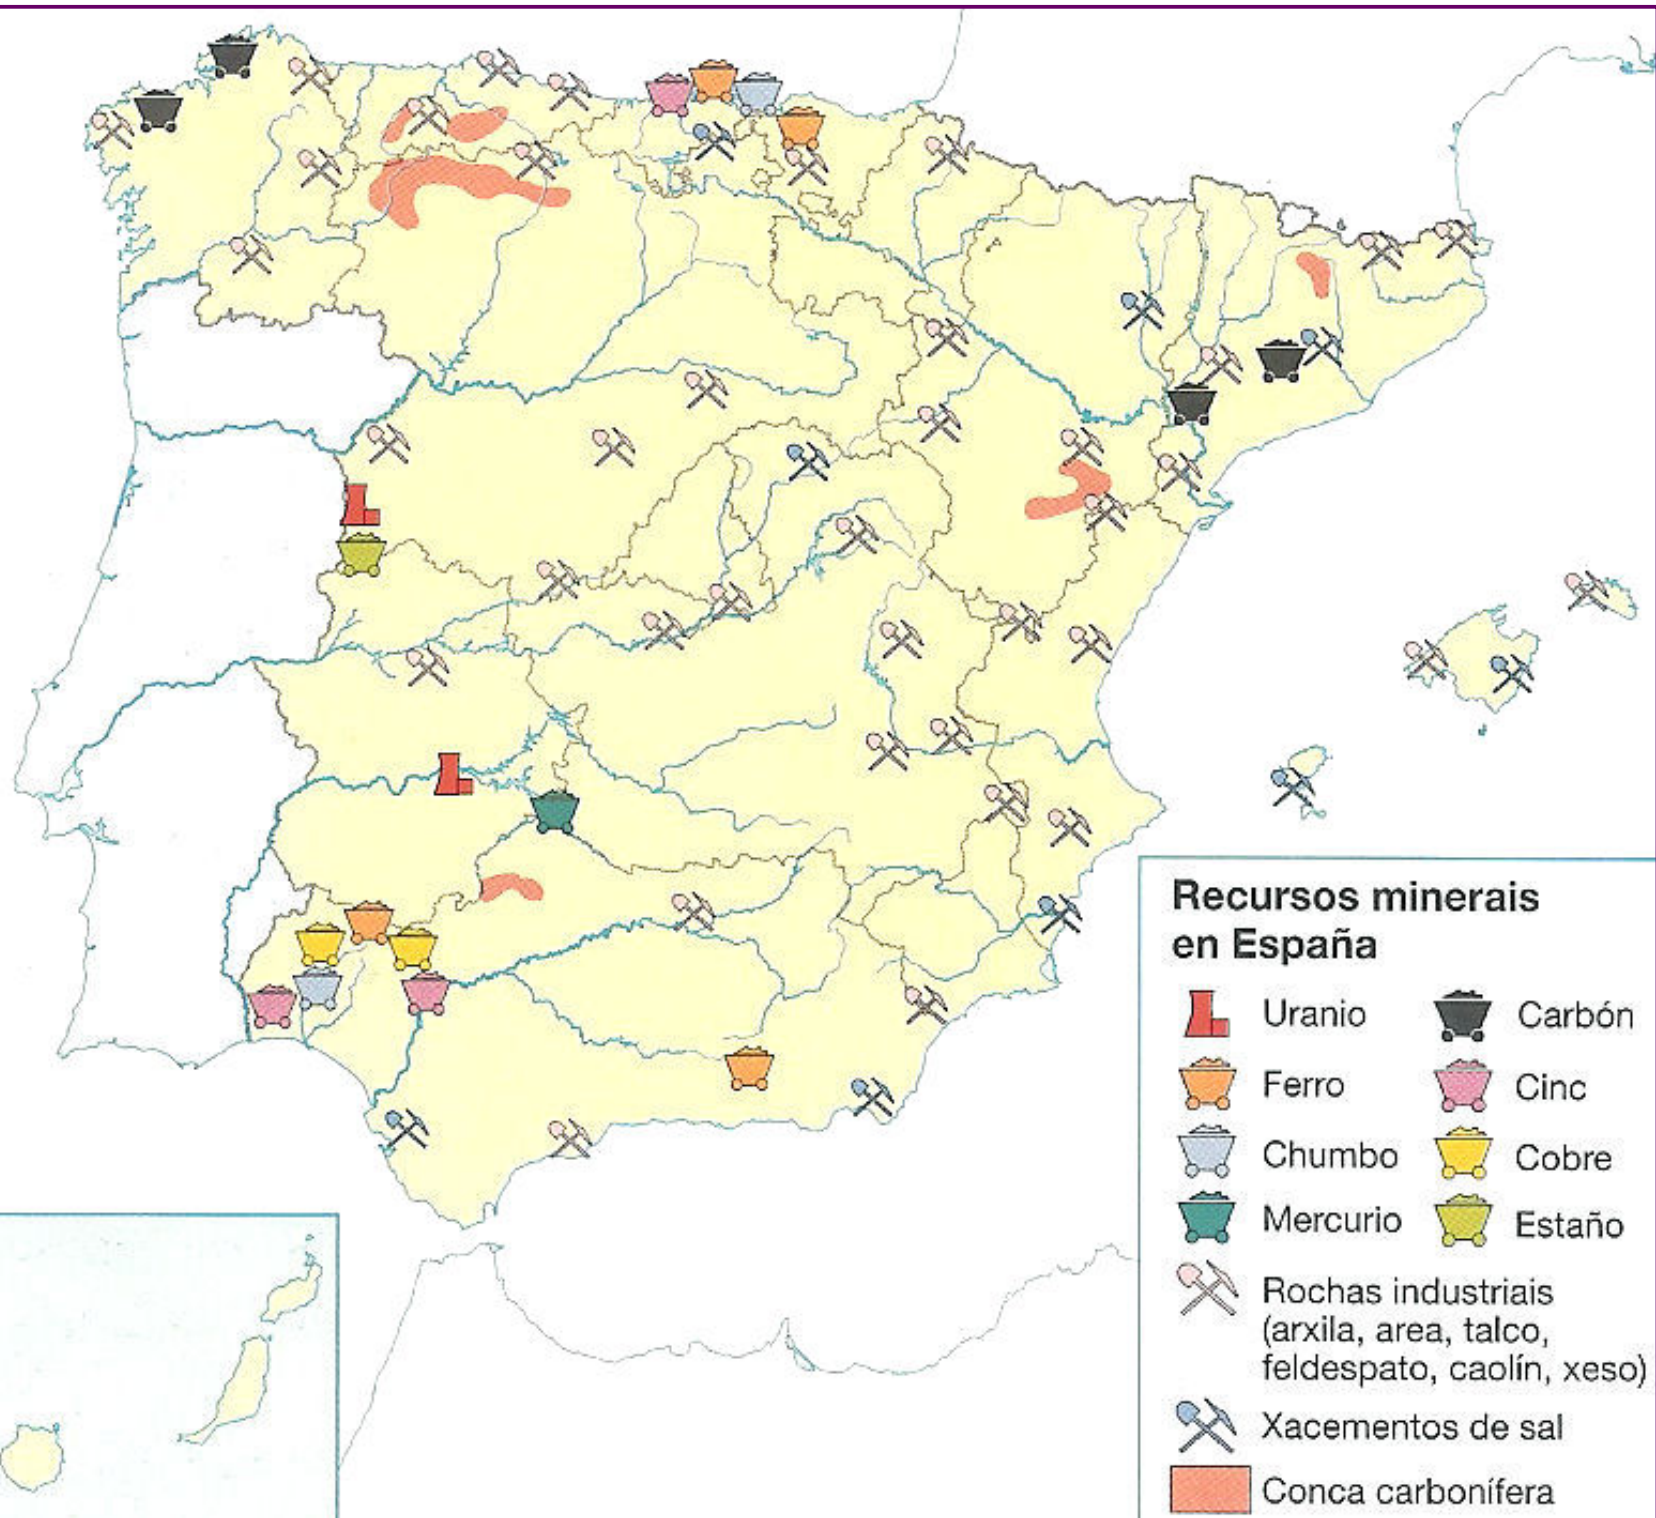 Recursos minerais
en España
Uranio
Carbón
Ferro
Cinc
Chumbo
Cobre
Mercurio
Estaño
Rochas industriais
(arxila, area, talco,
feldespato, caolín, xeso)
Xacementos de sal
Conca carbonífera